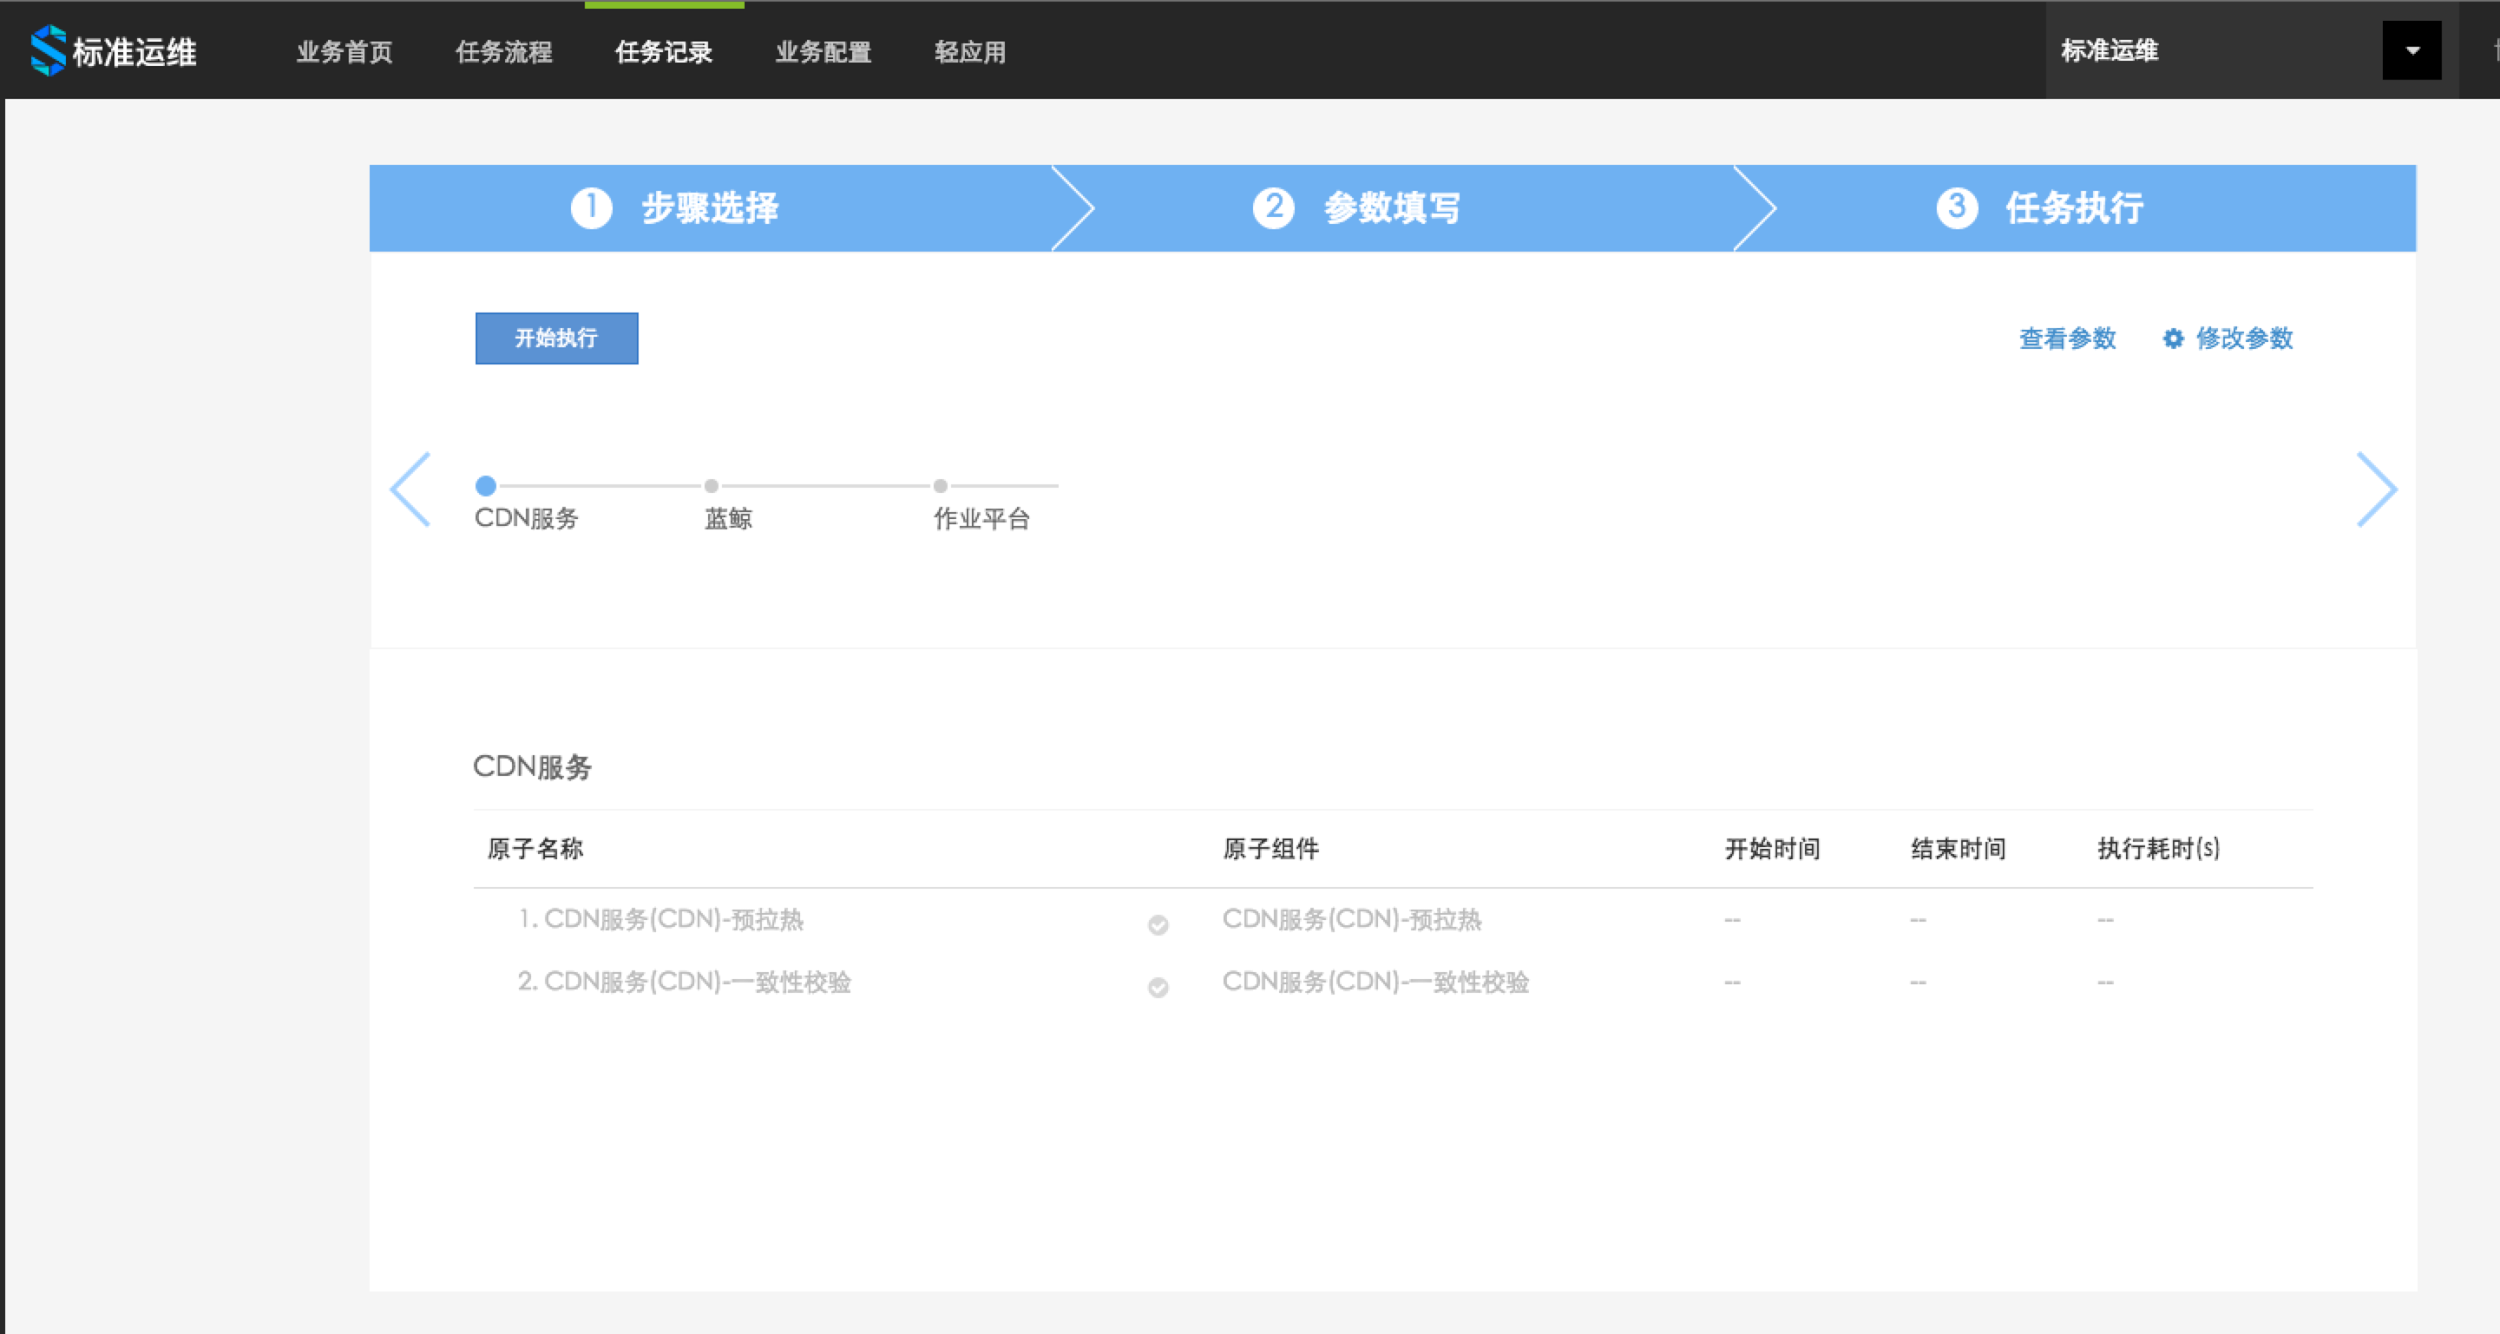 标准运维 业务首页 任务流程 任务记录 业务配置 轻应用 标准运维
1 步骤选择 2 参数填写 3 任务执行
开始执行 查看参数 修改参数
CDN服务 蓝鲸 作业平台
CDN服务
原子名称 原子组件 开始时间 结束时间 执行耗时(s)
1. CDN服务(CDN)-预拉热 CDN服务(CDN)-预拉热 -- -- --
2. CDN服务(CDN)-一致性校验 CDN服务(CDN)-一致性校验 -- -- --